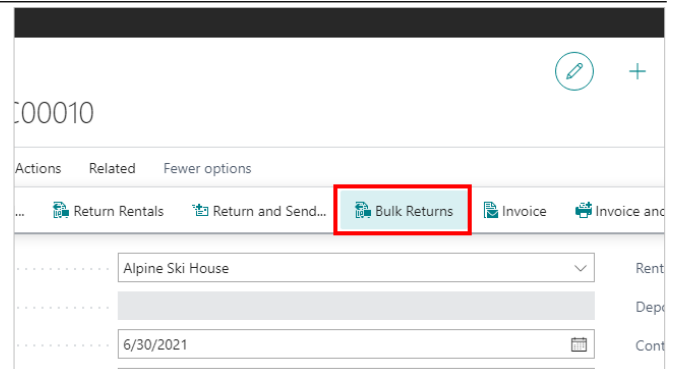 C00010
Actions Related Fewer options
... Return Rentals Return and Send... Bulk Returns Invoice Invoice and
Alpine Ski House Rent
Depo
6/30/2021 Cont